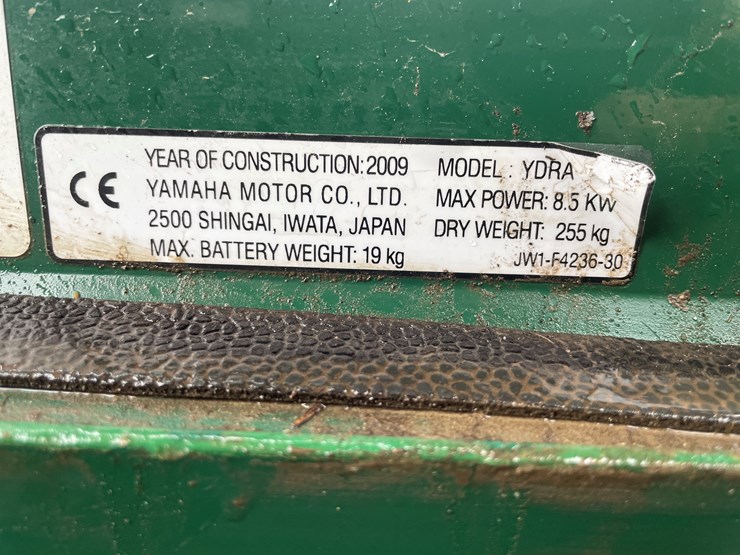 CE
YEAR OF CONSTRUCTION: 2009 MODEL: YDRA
YAMAHA MOTOR CO., LTD. MAX POWER: 8.5 KW
2500 SHINGAI, IWATA, JAPAN DRY WEIGHT: 255 kg
MAX. BATTERY WEIGHT: 19 kg JW1-F4236-30